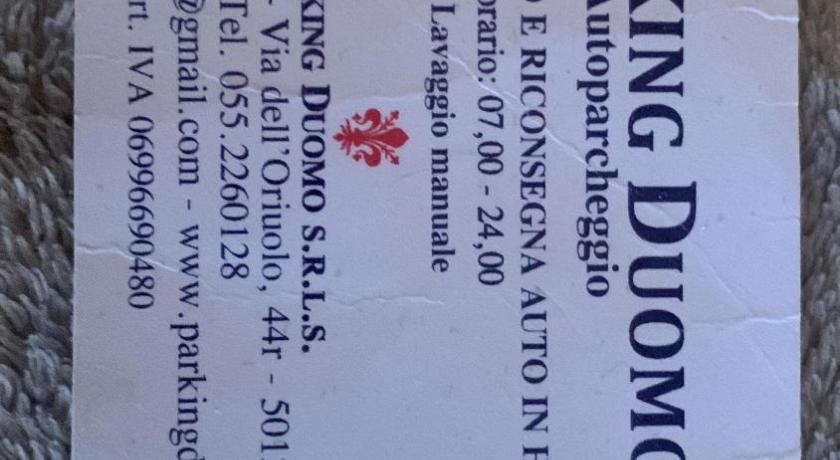 KING DUOMO
Autoparcheggio
O E RICONSEGNA AUTO IN
orario: 07,00 - 24,00
Lavaggio manuale
KING DUOMO S.R.L.S.
- Via dell'Oriuolo, 44r - 501
Tel. 055.2260128
@gmail.com - www.parkingd
rt. IVA 06996690480